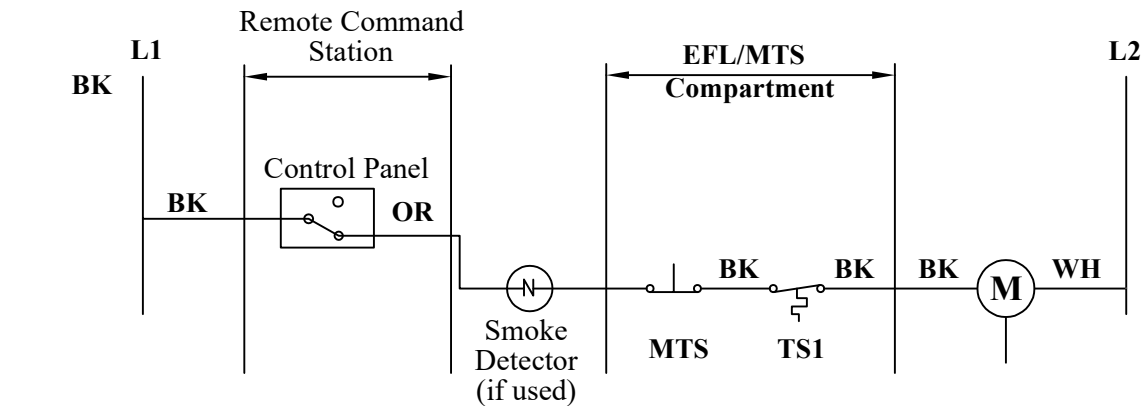 Remote Command
Station
L1
BK
EFL/MTS
Compartment
L2
Control Panel
BK
OR
N
BK
BK
BK
M
WH
Smoke
Detector
(if used)
MTS
TS1